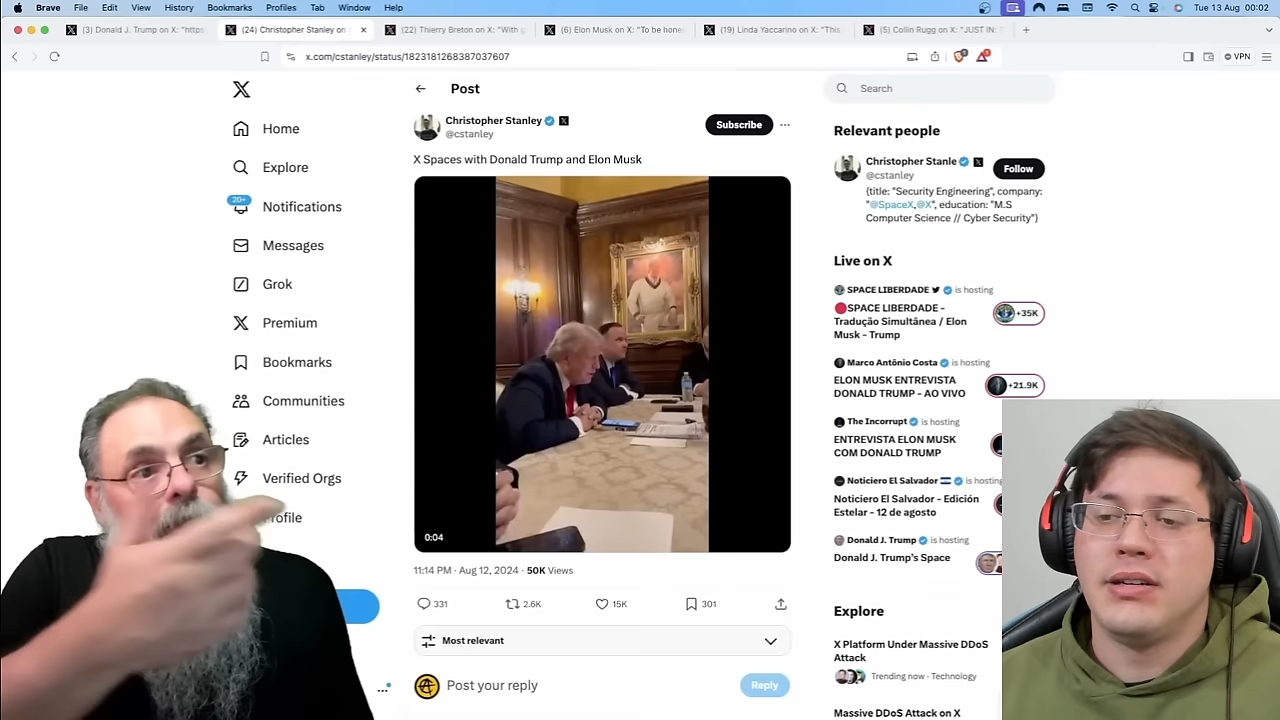 Brave File Edit View History Bookmarks Profiles Tab Window Help
Tue 13 Aug 00:02
(3) Donald J. Trump on X: "https
(24) Christopher Stanley on
(22) Thierry Breton on X: "With g
(6) Elon Musk on X: "To be hone
(19) Linda Yaccarino on X: "This
(5) Collin Rugg on X: "JUST IN:
x.com/cstanley/status/1823181268387037607
VPN
Home
Explore
20+
Notifications
Messages
Grok
Premium
Bookmarks
Communities
Articles
Verified Orgs
rofile
Post
Christopher Stanley
@cstanley
Subscribe
X Spaces with Donald Trump and Elon Musk
0:04
11:14 PM · Aug 12, 2024 · 50K Views
331 2.6K 15K 301
Most relevant
Post your reply
Reply
Search
Relevant people
Christopher Stanle
@cstanley
Follow
{title: "Security Engineering", company:
"@SpaceX,@X", education: "M.S
Computer Science // Cyber Security"}
Live on X
SPACE LIBERDADE is hosting
SPACE LIBERDADE -
Tradução Simultânea / Elon
Musk - Trump
+35K
Marco Antônio Costa is hosting
ELON MUSK ENTREVISTA
DONALD TRUMP - AO VIVO
+21.9K
The Incorrupt is hosting
ENTREVISTA ELON MUSK
COM DONALD TRUMP
Noticiero El Salvador is hosting
Noticiero El Salvador - Edición
Estelar - 12 de agosto
Donald J. Trump is hosting
Donald J. Trump's Space
Explore
X Platform Under Massive DDoS
Attack
Trending now · Technology
Massive DDoS Attack on X